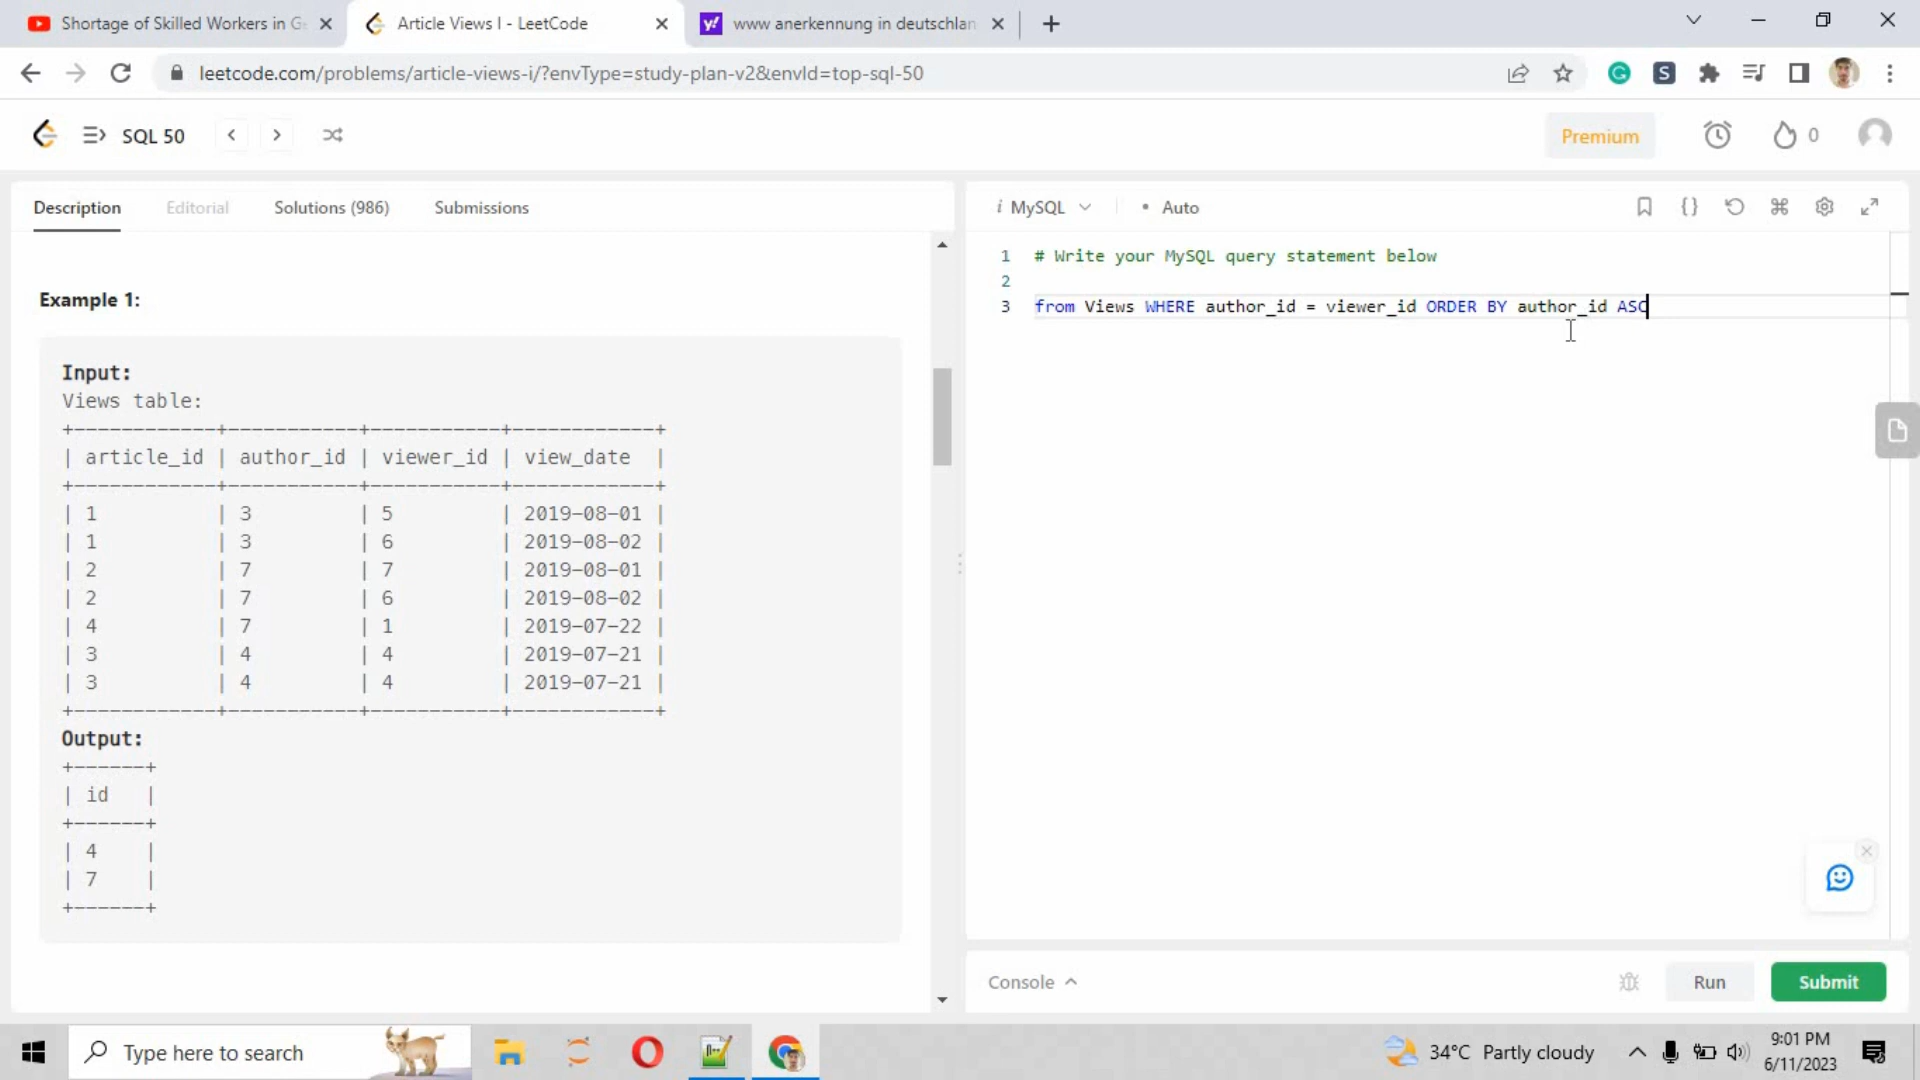 Shortage of Skilled Workers in Ge
Article Views I - LeetCode
www anerkennung in deutschlan
leetcode.com/problems/article-views-i/?envType=study-plan-v2&envId=top-sql-50
SQL 50
Premium
0
Description
Editorial
Solutions (986)
Submissions
Example 1:
Input:
Views table:
+------------+-----------+-----------+------------+
| article_id | author_id | viewer_id | view_date |
+------------+-----------+-----------+------------+
| 1 | 3 | 5 | 2019-08-01 |
| 1 | 3 | 6 | 2019-08-02 |
| 2 | 7 | 7 | 2019-08-01 |
| 2 | 7 | 6 | 2019-08-02 |
| 4 | 7 | 1 | 2019-07-22 |
| 3 | 4 | 4 | 2019-07-21 |
| 3 | 4 | 4 | 2019-07-21 |
+------------+-----------+-----------+------------+
Output:
+------+
| id |
+------+
| 4 |
| 7 |
+------+
i MySQL
• Auto
1 # Write your MySQL query statement below
2
3 from Views WHERE author_id = viewer_id ORDER BY author_id ASC
Console
Run
Submit
Type here to search
34°C Partly cloudy
9:01 PM
6/11/2023